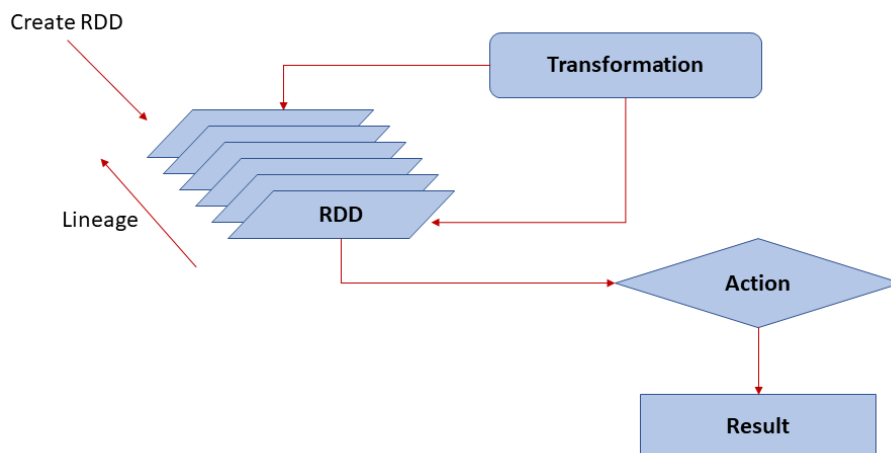 Create RDD
Transformation
Lineage
RDD
Action
Result